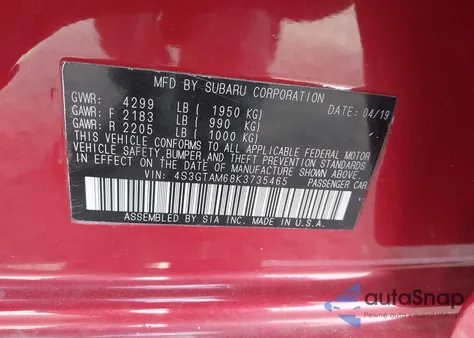 MFD BY SUBARU CORPORATION
GVWR: 4299 LB ( 1950 KG) DATE: 04/19
GAWR: F 2183 LB ( 990 KG)
GAWR: R 2205 LB ( 1000 KG)
THIS VEHICLE CONFORMS TO ALL APPLICABLE FEDERAL MOTOR
VEHICLE SAFETY, BUMPER, AND THEFT PREVENTION STANDARDS
IN EFFECT ON THE DATE OF MANUFACTURE SHOWN ABOVE.
VIN: 4S3GTAM68K3735465 PASSENGER CAR
ASSEMBLED BY SIA INC. MADE IN U.S.A.
autoSnap